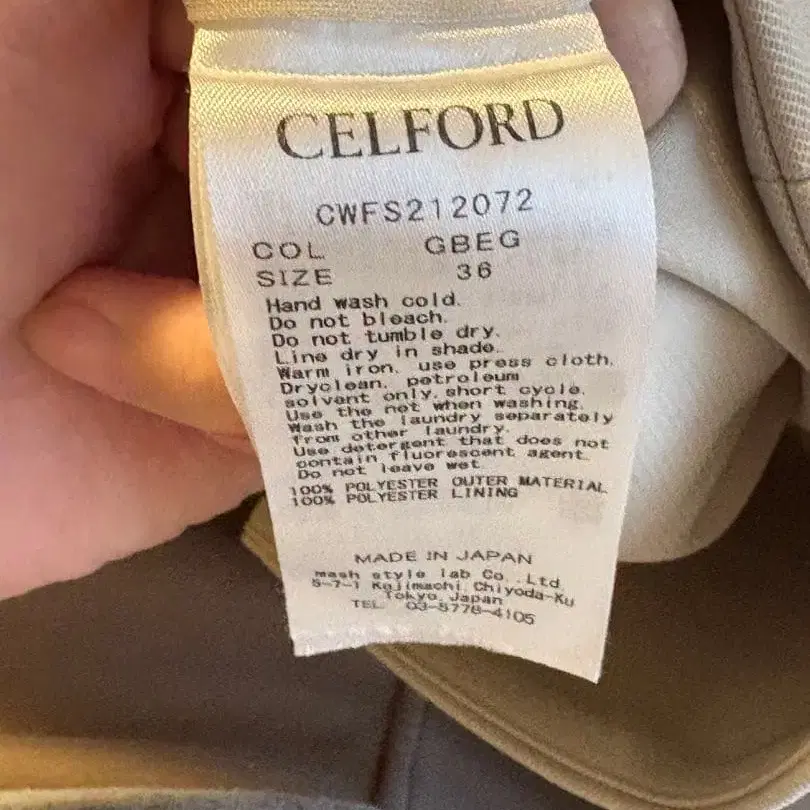 CELFORD
CWFS212072
COL GBEG
SIZE 36
Hand wash cold.
Do not bleach.
Do not tumble dry.
Line dry in shade.
Warm iron. use press cloth.
Dryclean. petroleum
solvent only. short cycle.
Use the net when washing.
Wash the laundry separately
from other laundry.
Use detergent that does not
contain fluorescent agent.
Do not leave wet.
100% POLYESTER OUTER MATERIAL
100% POLYESTER LINING
MADE IN JAPAN
mash style lab Co.,Ltd.
5-7-1 Kojimachi Chiyoda-Ku
Tokyo Japan
TEL 03-5778-4105